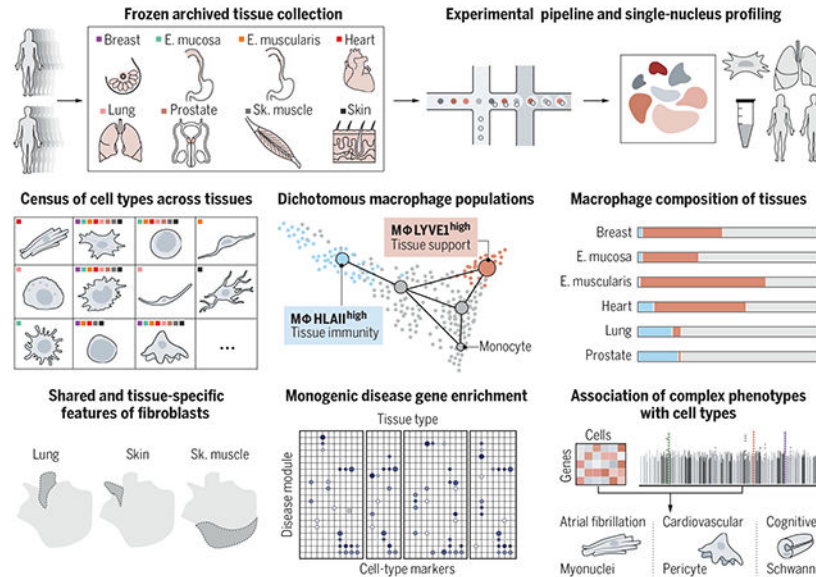 Frozen archived tissue collection
Experimental pipeline and single-nucleus profiling
Breast
E. mucosa
E. muscularis
Heart
Lung
Prostate
Sk. muscle
Skin
Census of cell types across tissues
Dichotomous macrophage populations
MΦ LYVE1high
Tissue support
MΦ HLAIIhigh
Tissue immunity
Monocyte
Macrophage composition of tissues
Breast
E. mucosa
E. muscularis
Heart
Lung
Prostate
...
Shared and tissue-specific
features of fibroblasts
Lung
Skin
Sk. muscle
Monogenic disease gene enrichment
Tissue type
Disease module
Cell-type markers
Association of complex phenotypes
with cell types
Cells
Genes
Atrial fibrillation
Myonuclei
Cardiovascular
Pericyte
Cognitive
Schwann